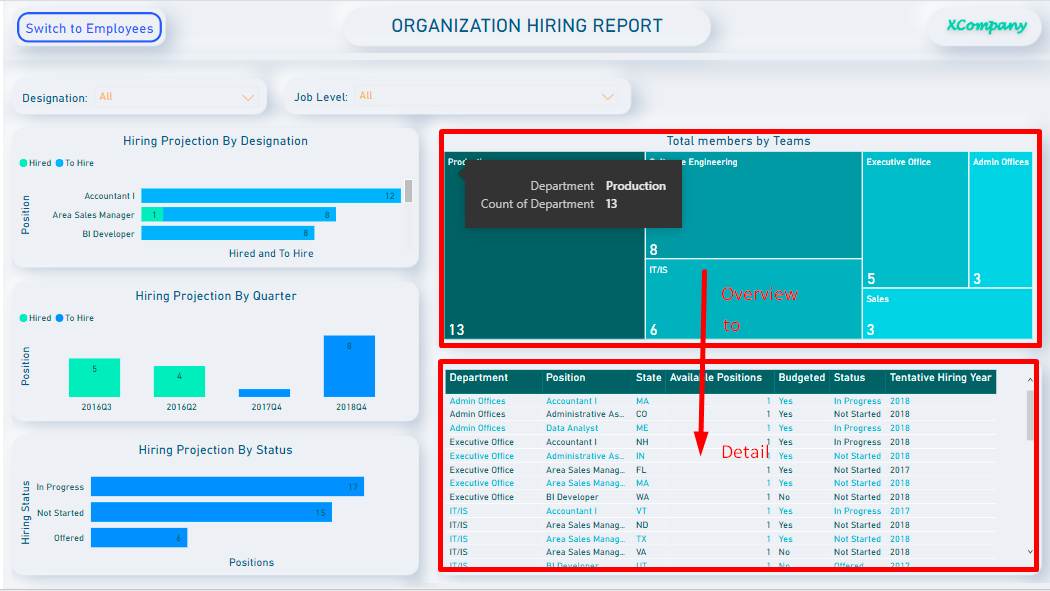 Switch to Employees
ORGANIZATION HIRING REPORT
XCompany
Designation: All
Job Level: All
Hiring Projection By Designation
Hired To Hire
Position
Accountant I 12
Area Sales Manager 1 8
BI Developer 8
Hired and To Hire
Hiring Projection By Quarter
Hired To Hire
Position
5 4 8
2016Q3 2016Q2 2017Q4 2018Q4
Hiring Projection By Status
Hiring Status
In Progress 17
Not Started 15
Offered 6
Positions
Total members by Teams
Engineering
Executive Office
Admin Offices
Department Production
Count of Department 13
13
8
IT/IS
6
5
3
Sales
3
Overview
to
Detail
Department Position State Available Positions Budgeted Status Tentative Hiring Year
Admin Offices Accountant I MA 1 Yes In Progress 2018
Admin Offices Administrative As... CO 1 Yes Not Started 2018
Admin Offices Data Analyst ME 1 Yes Not Started 2018
Executive Office Accountant I NH 1 Yes In Progress 2018
Executive Office Administrative As... IN Yes Not Started 2018
Executive Office Area Sales Manag... FL 1 Yes Not Started 2017
Executive Office Area Sales Manag... MA 1 Yes Not Started 2018
Executive Office BI Developer WA 1 No Not Started 2018
IT/IS Accountant I VT 1 Yes In Progress 2017
IT/IS Area Sales Manag... ND 1 Yes Not Started 2018
IT/IS Area Sales Manag... TX 1 Yes Not Started 2018
IT/IS Area Sales Manag... VA 1 No Not Started 2018
IT/IS BI Developer UT 1 No Offered 2017